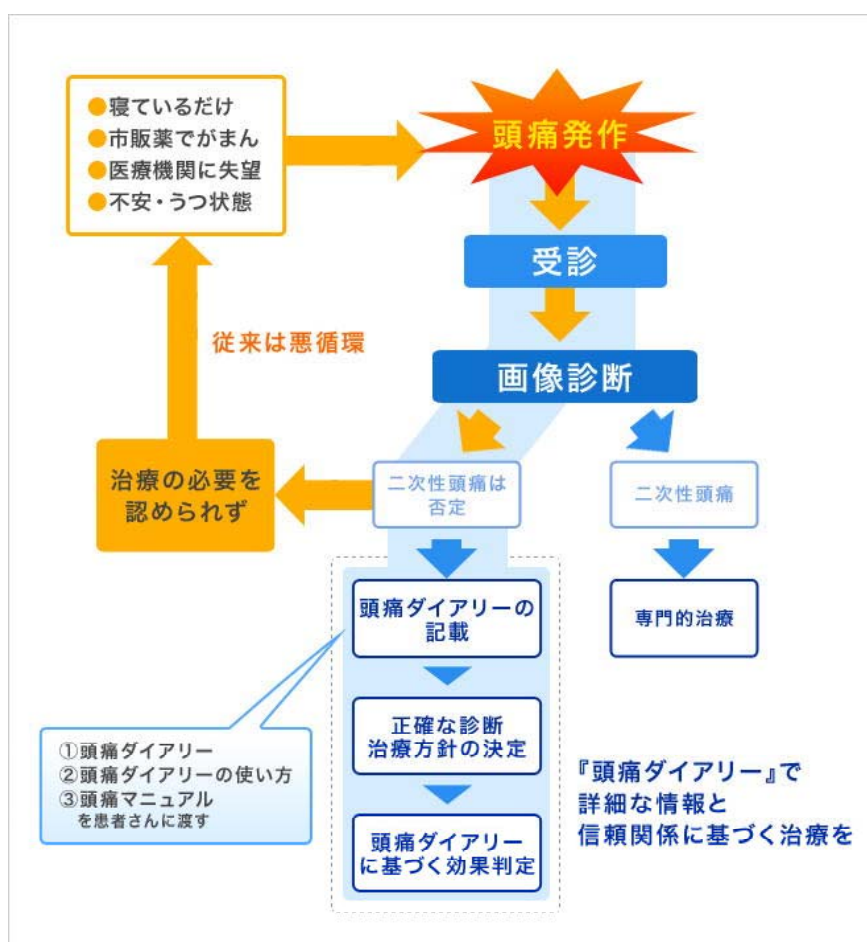 ●寝ているだけ
●市販薬でがまん
●医療機関に失望
●不安・うつ状態
頭痛発作
受診
従来は悪循環
画像診断
治療の必要を
認められず
二次性頭痛は
否定
二次性頭痛
頭痛ダイアリーの
記載
専門的治療
①頭痛ダイアリー
②頭痛ダイアリーの使い方
③頭痛マニュアル
を患者さんに渡す
正確な診断
治療方針の決定
頭痛ダイアリー
に基づく効果判定
『頭痛ダイアリー』で
詳細な情報と
信頼関係に基づく治療を